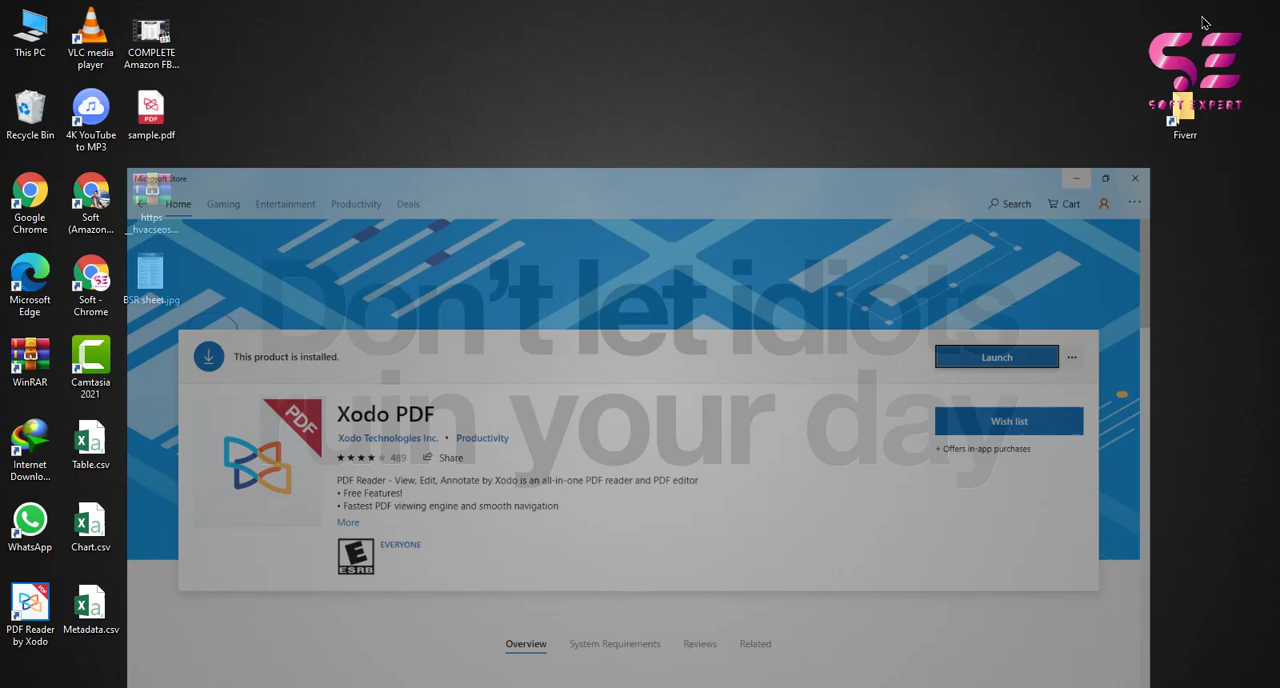 This PC
VLC media
player
COMPLETE
Amazon FB...
SE
SOFT EXPERT
Fiverr
Recycle Bin
4K YouTube
to MP3
PDF
sample.pdf
Google
Chrome
Soft
(Amazon...
https
_hvacseos...
Microsoft
Edge
Soft -
Chrome
BSR sheet.jpg
WinRAR
Camtasia
2021
Internet
Downlo...
Table.csv
WhatsApp
Chart.csv
PDF
PDF Reader
by Xodo
Metadata.csv
Microsoft Store
Home
Gaming
Entertainment
Productivity
Deals
Search
Cart
Don't let idiots
ruin your day
This product is installed.
Launch
PDF
Xodo PDF
Xodo Technologies Inc. • Productivity
489
Share
Wish list
+ Offers in-app purchases
PDF Reader - View, Edit, Annotate by Xodo is an all-in-one PDF reader and PDF editor
• Free Features!
• Fastest PDF viewing engine and smooth navigation
More
E
ESRB
EVERYONE
Overview
System Requirements
Reviews
Related